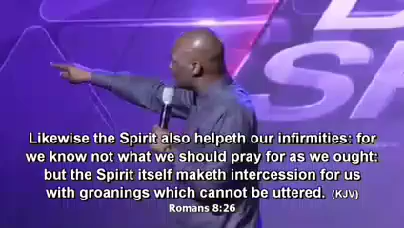 Likewise the Spirit also helpeth our infirmities: for
we know not what we should pray for as we ought:
but the Spirit itself maketh intercession for us
with groanings which cannot be uttered. (KJV)
Romans 8:26